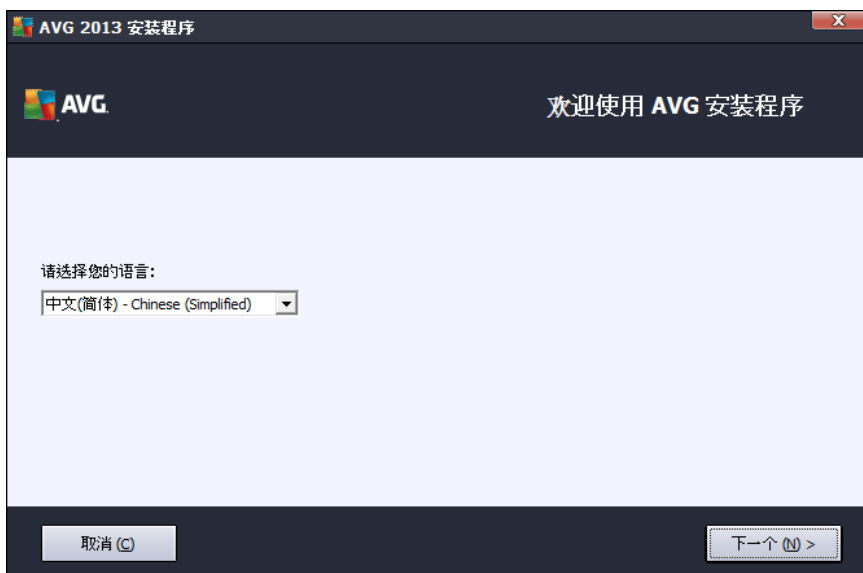 AVG 2013 安装程序
AVG.
欢迎使用 AVG 安装程序
请选择您的语言:
中文(简体) - Chinese (Simplified)
取消(C)
下一个(N) >